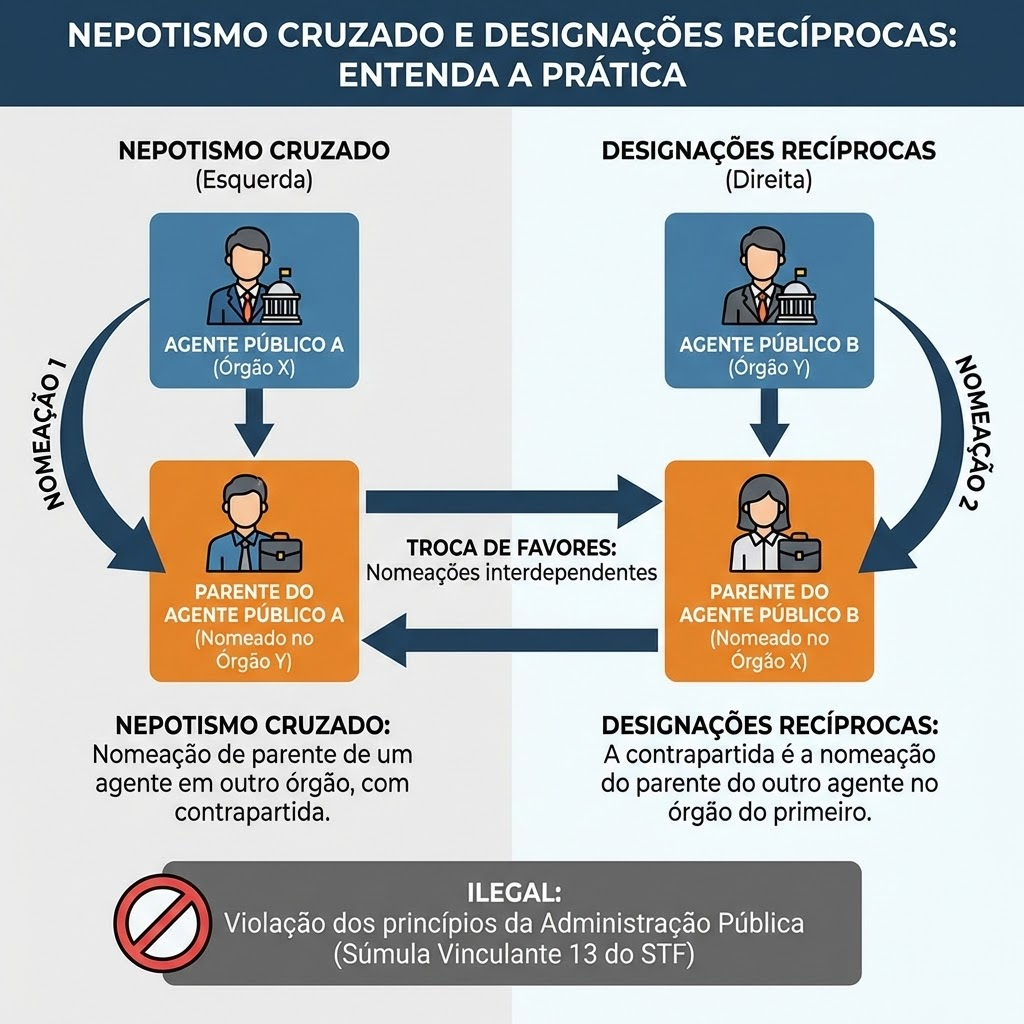 NEPOTISMO CRUZADO E DESIGNAÇÕES RECÍPROCAS:
ENTENDA A PRÁTICA
NEPOTISMO CRUZADO
(Esquerda)
AGENTE PÚBLICO A
(Órgão X)
NOMEAÇÃO 1
PARENTE DO
AGENTE PÚBLICO A
(Nomeado no
Órgão Y)
DESIGNAÇÕES RECÍPROCAS
(Direita)
AGENTE PÚBLICO B
(Órgão Y)
NOMEAÇÃO 2
PARENTE DO
AGENTE PÚBLICO B
(Nomeado no
Órgão X)
TROCA DE FAVORES:
Nomeações interdependentes
NEPOTISMO CRUZADO:
Nomeação de parente de um
agente em outro órgão, com
contrapartida.
DESIGNAÇÕES RECÍPROCAS:
A contrapartida é a nomeação
do parente do outro agente no
órgão do primeiro.
ILEGAL:
Violação dos princípios da Administração Pública
(Súmula Vinculante 13 do STF)